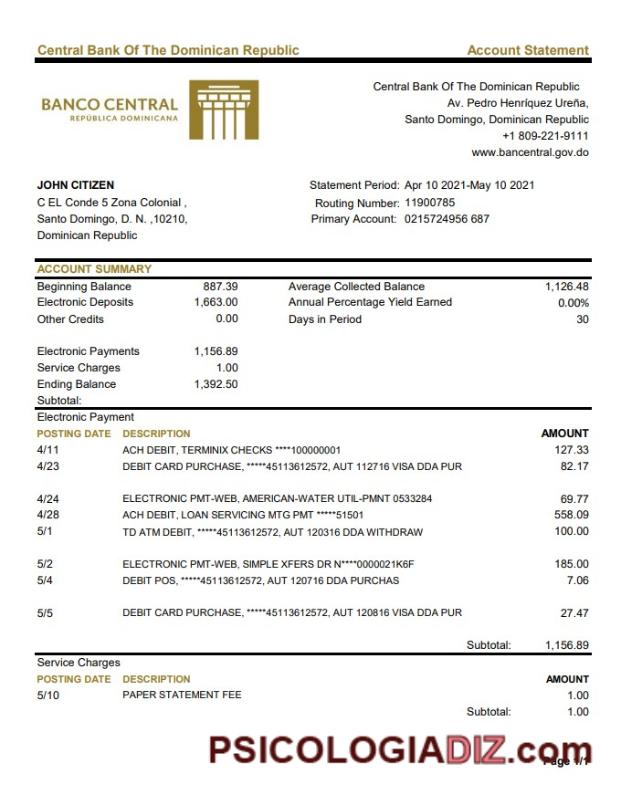 Central Bank Of The Dominican Republic Account Statement
BANCO CENTRAL
REPÚBLICA DOMINICANA
Central Bank Of The Dominican Republic
Av. Pedro Henríquez Ureña,
Santo Domingo, Dominican Republic
+1 809-221-9111
www.bancentral.gov.do
JOHN CITIZEN
C EL Conde 5 Zona Colonial ,
Santo Domingo, D. N. ,10210,
Dominican Republic
Statement Period: Apr 10 2021-May 10 2021
Routing Number: 11900785
Primary Account: 0215724956 687
ACCOUNT SUMMARY
Beginning Balance 887.39 Average Collected Balance 1,126.48
Electronic Deposits 1,663.00 Annual Percentage Yield Earned 0.00%
Other Credits 0.00 Days in Period 30
Electronic Payments 1,156.89
Service Charges 1.00
Ending Balance 1,392.50
Subtotal:
Electronic Payment
POSTING DATE DESCRIPTION AMOUNT
4/11 ACH DEBIT, TERMINIX CHECKS ****100000001 127.33
4/23 DEBIT CARD PURCHASE, *****45113612572, AUT 112716 VISA DDA PUR 82.17
4/24 ELECTRONIC PMT-WEB, AMERICAN-WATER UTIL-PMNT 0533284 69.77
4/28 ACH DEBIT, LOAN SERVICING MTG PMT *****51501 558.09
5/1 TD ATM DEBIT, *****45113612572, AUT 120316 DDA WITHDRAW 100.00
5/2 ELECTRONIC PMT-WEB, SIMPLE XFERS DR N****0000021K6F 185.00
5/4 DEBIT POS, *****45113612572, AUT 120716 DDA PURCHAS 7.06
5/5 DEBIT CARD PURCHASE, *****45113612572, AUT 120816 VISA DDA PUR 27.47
Subtotal: 1,156.89
Service Charges
POSTING DATE DESCRIPTION AMOUNT
5/10 PAPER STATEMENT FEE 1.00
Subtotal: 1.00
PSICOLOGIADIZ.com
Page 1/1